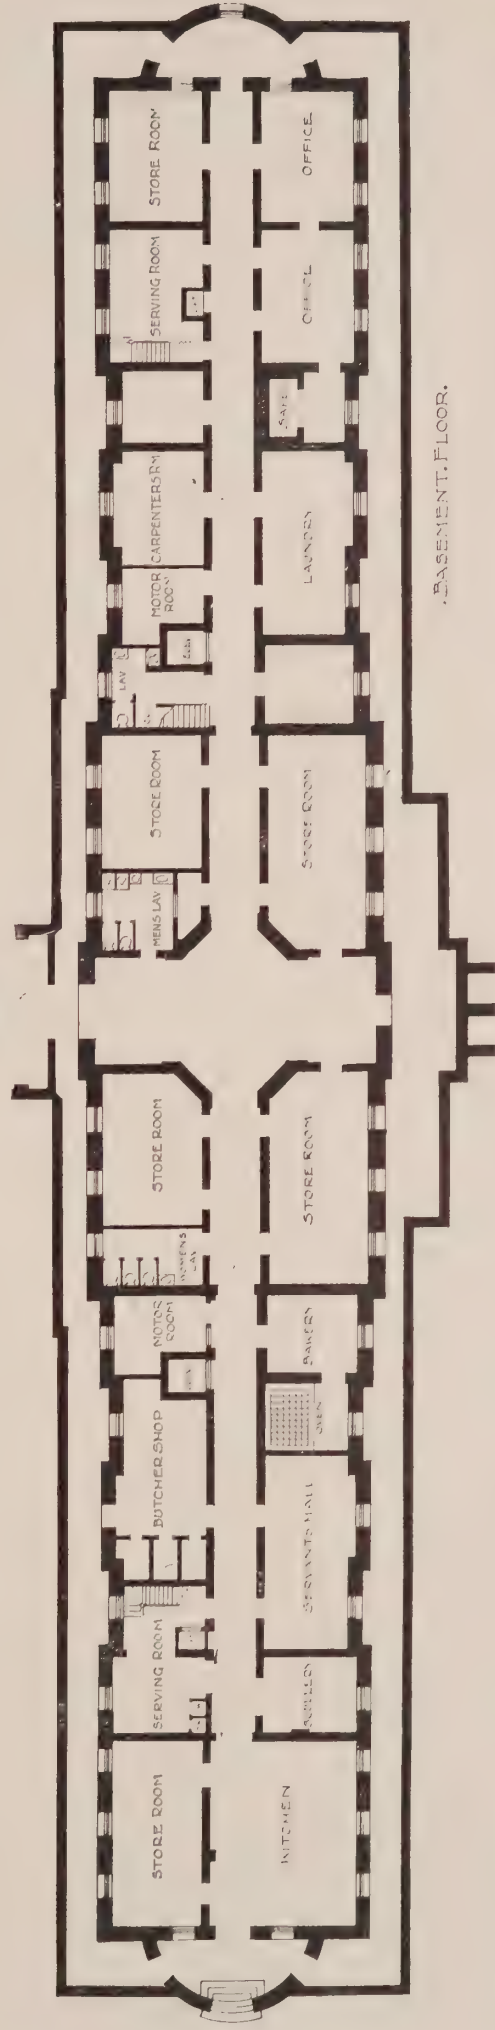 STORE ROOM
SERVING ROOM
CARPENTERS RM
MOTOR
ROOM
LAV
STORE ROOM
MENS LAV
OFFICE
OFFICE
SAFE
LAUNDRY
STORE ROOM
STORE ROOM
WOMENS
LAV
MOTOR
ROOM
BUTCHER SHOP
SERVING ROOM
STORE ROOM
STORE ROOM
BAKERY
OVEN
SERVANTS HALL
SCULLERY
KITCHEN
.BASEMENT. FLOOR.